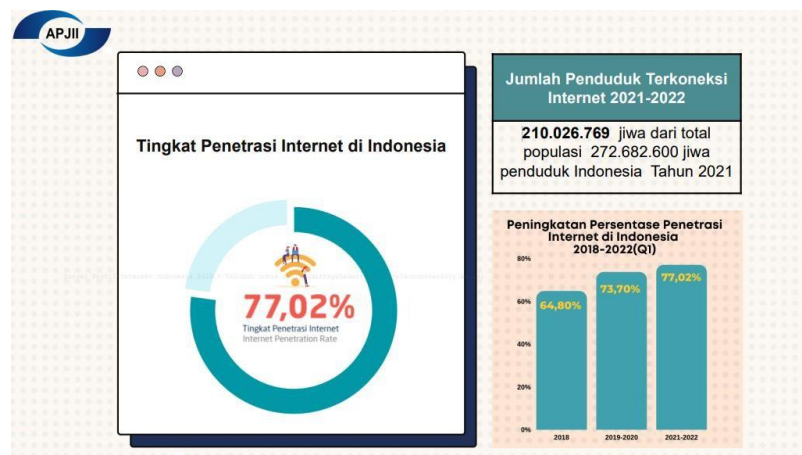 APJII
Tingkat Penetrasi Internet di Indonesia
77,02%
Tingkat Penetrasi Internet
Internet Penetration Rate
Jumlah Penduduk Terkoneksi
Internet 2021-2022
210.026.769 jiwa dari total
populasi 272.682.600 jiwa
penduduk Indonesia Tahun 2021
Peningkatan Persentase Penetrasi
Internet di Indonesia
2018-2022(Q1)
80%
60%
40%
20%
0%
64,80%
73,70%
77,02%
2018
2019-2020
2021-2022